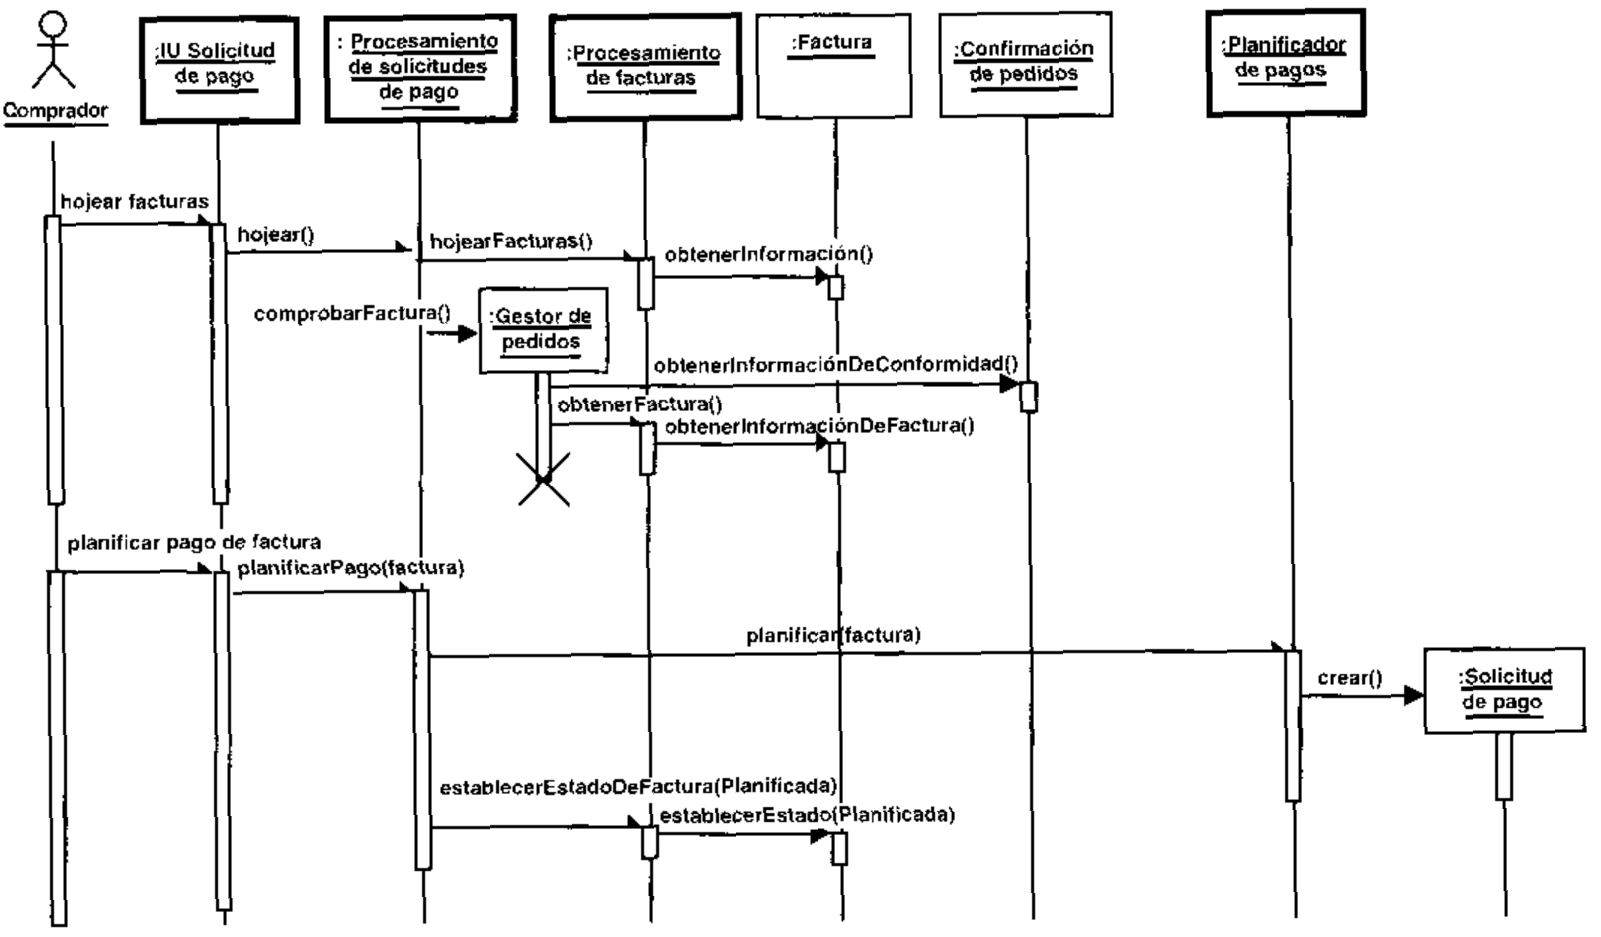 Comprador
:IU Solicitud
de pago
: Procesamiento
de solicitudes
de pago
:Procesamiento
de facturas
:Factura
:Confirmación
de pedidos
:Planificador
de pagos
hojear facturas
hojear()
hojearFacturas()
obtenerInformación()
comprobarFactura()
:Gestor de
pedidos
obtenerInformaciónDeConformidad()
obtenerFactura()
obtenerInformaciónDeFactura()
planificar pago de factura
planificarPago(factura)
planificar(factura)
crear()
:Solicitud
de pago
establecerEstadoDeFactura(Planificada)
establecerEstado(Planificada)